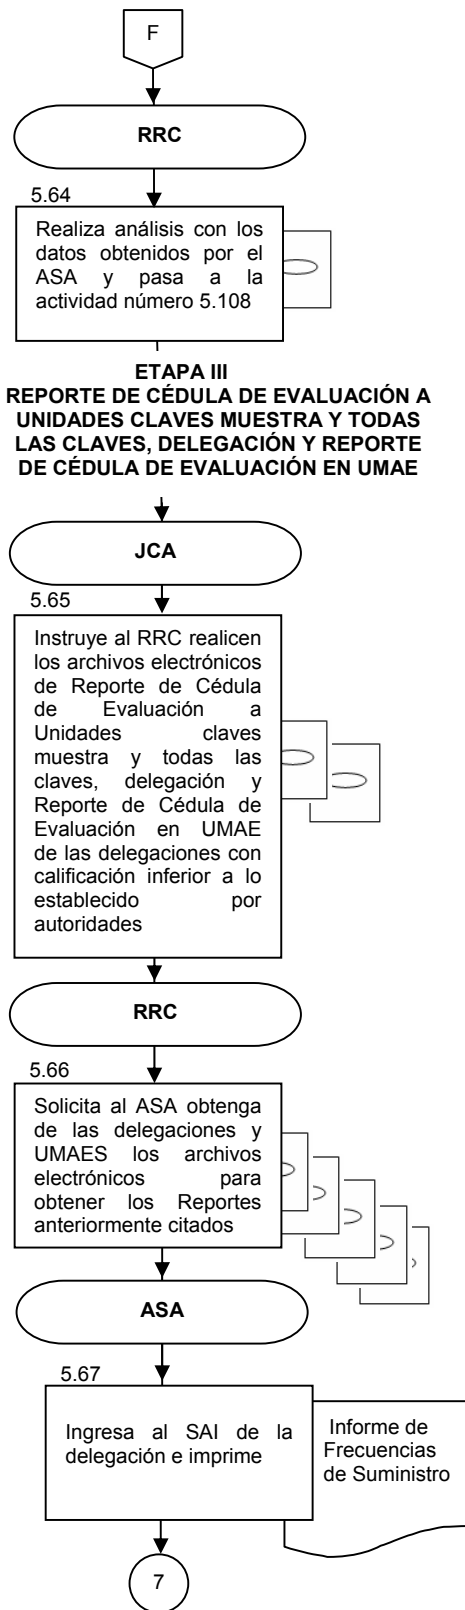 F
RRC
5.64
Realiza análisis con los
datos obtenidos por el
ASA y pasa a la
actividad número 5.108
ETAPA III
REPORTE DE CÉDULA DE EVALUACIÓN A
UNIDADES CLAVES MUESTRA Y TODAS
LAS CLAVES, DELEGACIÓN Y REPORTE
DE CÉDULA DE EVALUACIÓN EN UMAE
JCA
5.65
Instruye al RRC realicen
los archivos electrónicos
de Reporte de Cédula
de Evaluación a
Unidades claves
muestra y todas las
claves, delegación y
Reporte de Cédula de
Evaluación en UMAE
de las delegaciones con
calificación inferior a lo
establecido por
autoridades
RRC
5.66
Solicita al ASA obtenga
de las delegaciones y
UMAES los archivos
electrónicos para
obtener los Reportes
anteriormente citados
ASA
5.67
Ingresa al SAI de la
delegación e imprime
Informe de
Frecuencias
de Suministro
7